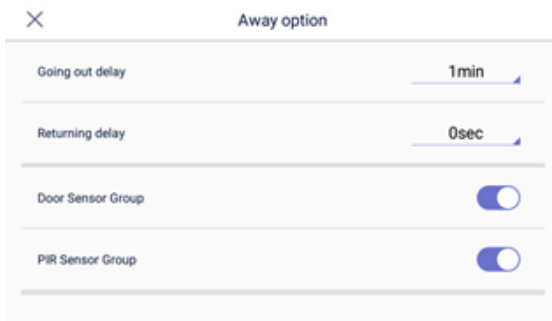 Away option
Going out delay 1min
Returning delay 0sec
Door Sensor Group
PIR Sensor Group